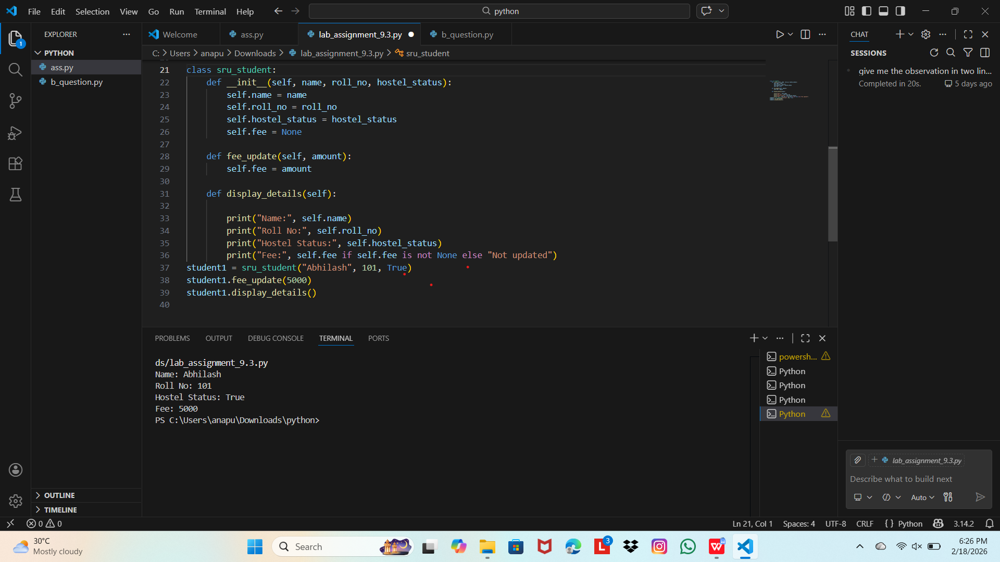 File Edit Selection View Go Run Terminal Help
python
EXPLORER
PYTHON
ass.py
b_question.py
OUTLINE
TIMELINE
1
Welcome
ass.py
lab_assignment_9.3.py
b_question.py
C: > Users > anapu > Downloads > lab_assignment_9.3.py > sru_student
21 class sru_student:
22 def __init__(self, name, roll_no, hostel_status):
23 self.name = name
24 self.roll_no = roll_no
25 self.hostel_status = hostel_status
26 self.fee = None
27
28 def fee_update(self, amount):
29 self.fee = amount
30
31 def display_details(self):
32
33 print("Name:", self.name)
34 print("Roll No:", self.roll_no)
35 print("Hostel Status:", self.hostel_status)
36 print("Fee:", self.fee if self.fee is not None else "Not updated")
37 student1 = sru_student("Abhilash", 101, True)
38 student1.fee_update(5000)
39 student1.display_details()
40
PROBLEMS OUTPUT DEBUG CONSOLE TERMINAL PORTS
ds/lab_assignment_9.3.py
Name: Abhilash
Roll No: 101
Hostel Status: True
Fee: 5000
PS C:\Users\anapu\Downloads\python>
powersh...
Python
Python
Python
Python
CHAT
SESSIONS
give me the observation in two lin...
Completed in 20s. 5 days ago
lab_assignment_9.3.py
Describe what to build next
Auto
0 0
Ln 21, Col 1 Spaces: 4 UTF-8 CRLF {} Python 3.14.2
30°C
Mostly cloudy
Search
3
6:26 PM
2/18/2026